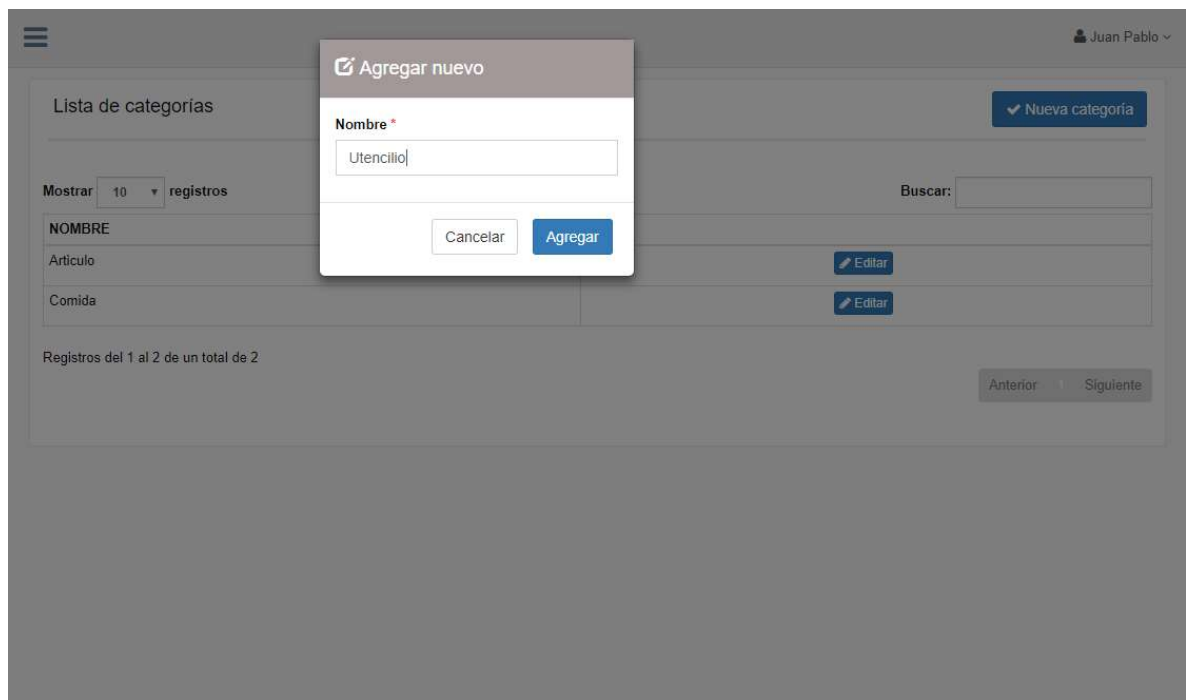 Juan Pablo
Agregar nuevo
Lista de categorías
Nueva categoría
Nombre *
Utencilio
Mostrar 10 registros
Buscar:
NOMBRE
Cancelar
Agregar
Articulo
Editar
Comida
Editar
Registros del 1 al 2 de un total de 2
Anterior 1 Siguiente